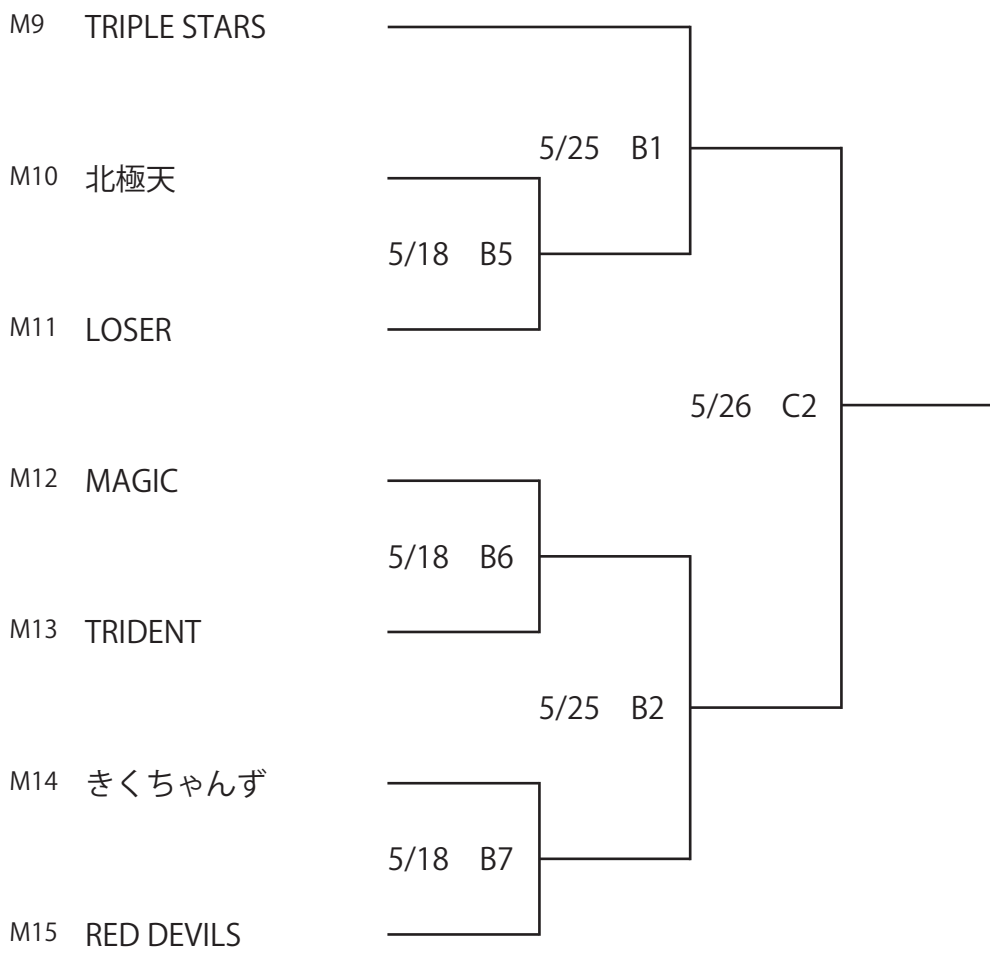 M9 TRIPLE STARS
5/25 B1
M10 北極天
5/18 B5
M11 LOSER
5/26 C2
M12 MAGIC
5/18 B6
M13 TRIDENT
5/25 B2
M14 きくちゃんず
5/18 B7
M15 RED DEVILS